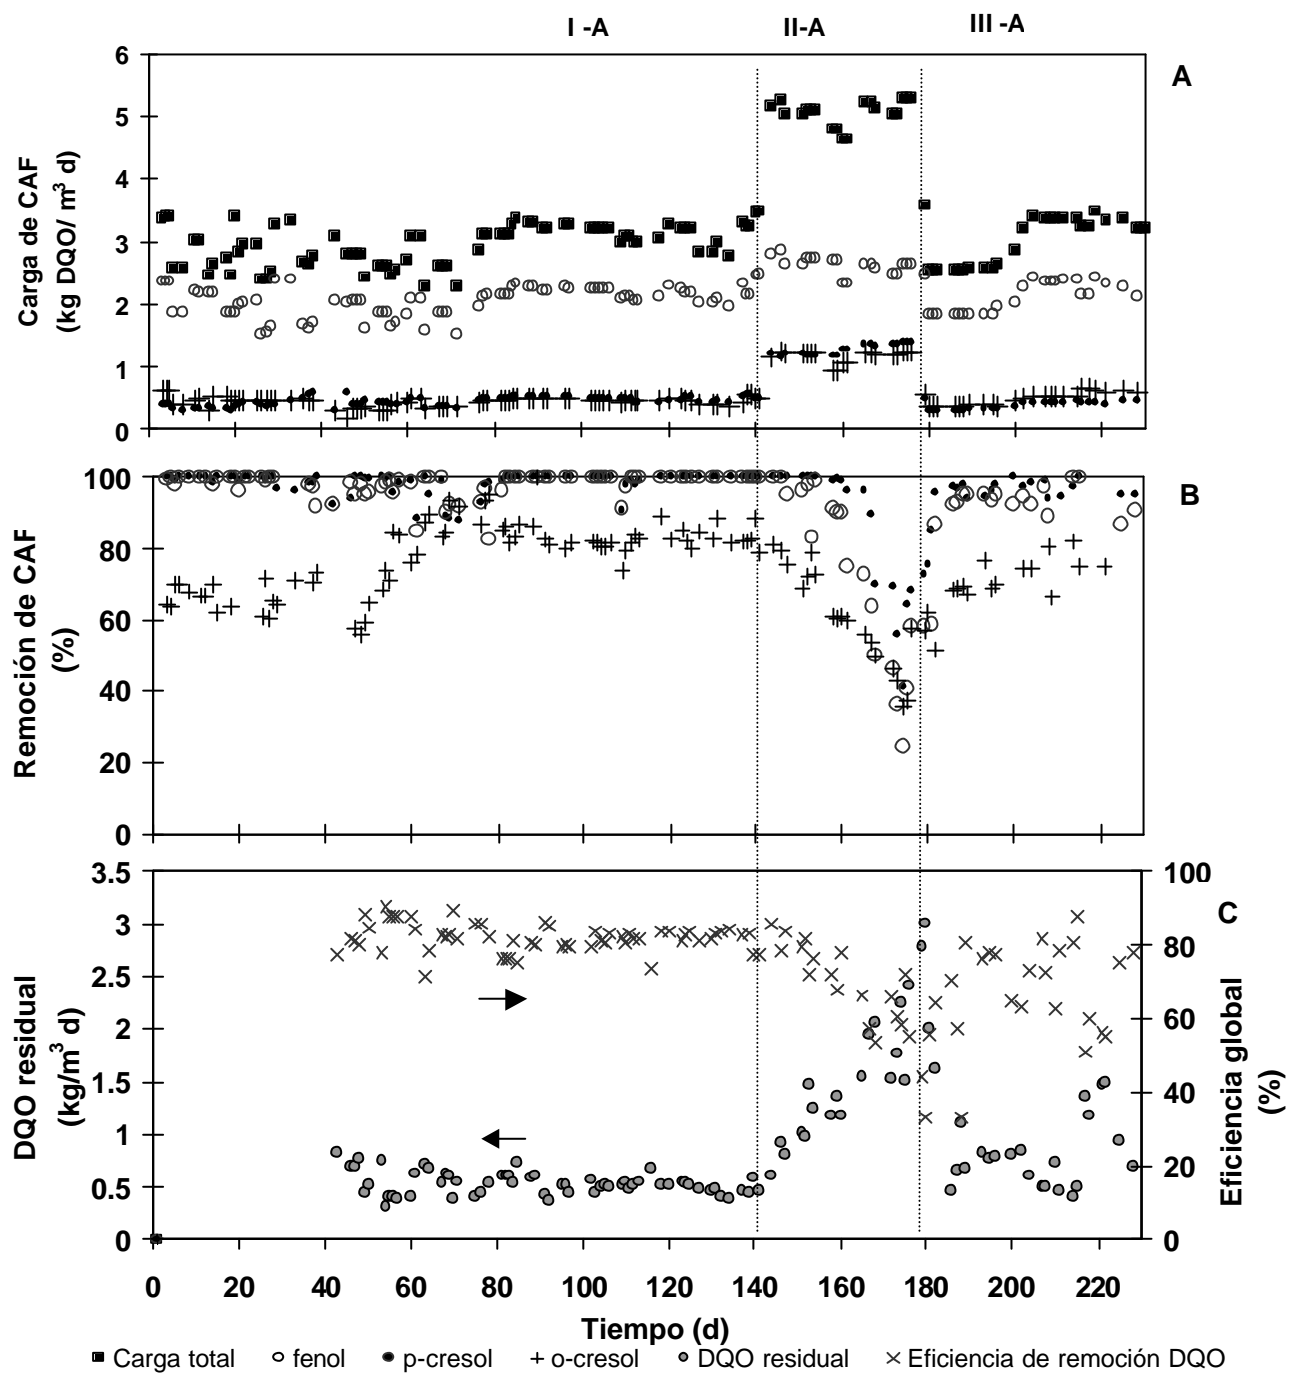 I -A II-A III -A
A
6
5
4
3
2
1
0
Carga de CAF
(kg DQO/ m³ d)
B
100
80
60
40
20
0
Remoción de CAF
(%)
C
3.5
3
2.5
2
1.5
1
0.5
0
DQO residual
(kg/m³ d)
100
80
60
40
20
0
Eficiencia global
(%)
0 20 40 60 80 100 120 140 160 180 200 220
Tiempo (d)
Carga total fenol p-cresol o-cresol DQO residual Eficiencia de remoción DQO